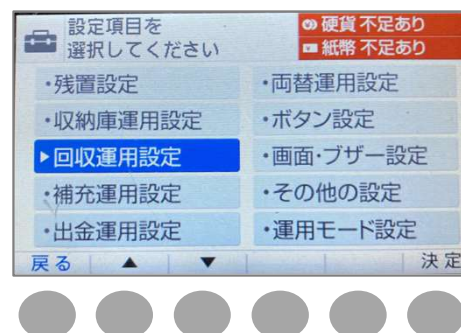 設定項目を
選択してください
硬貨 不足あり
紙幣 不足あり
・残置設定
・両替運用設定
・収納庫運用設定
・ボタン設定
▶回収運用設定
・画面・ブザー設定
・補充運用設定
・その他の設定
・出金運用設定
・運用モード設定
戻る ▲ ▼ 決定